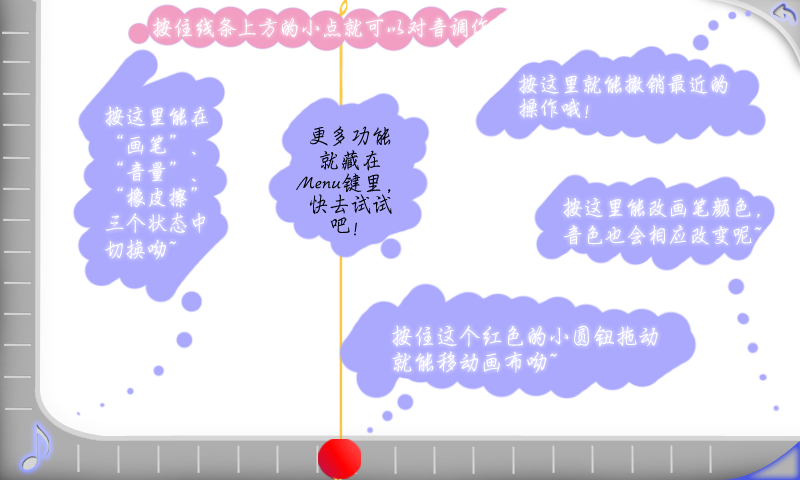 按住线条上方的小点就可以对音调作
按这里能在
“画笔”、
“音量”、
“橡皮擦”
三个状态中
切换呦~
更多功能
就藏在
Menu键里，
快去试试
吧！
按这里就能撤销最近的
操作哦！
按这里能改画笔颜色，
音色也会相应改变呢~
按住这个红色的小圆钮拖动
就能移动画布呦~